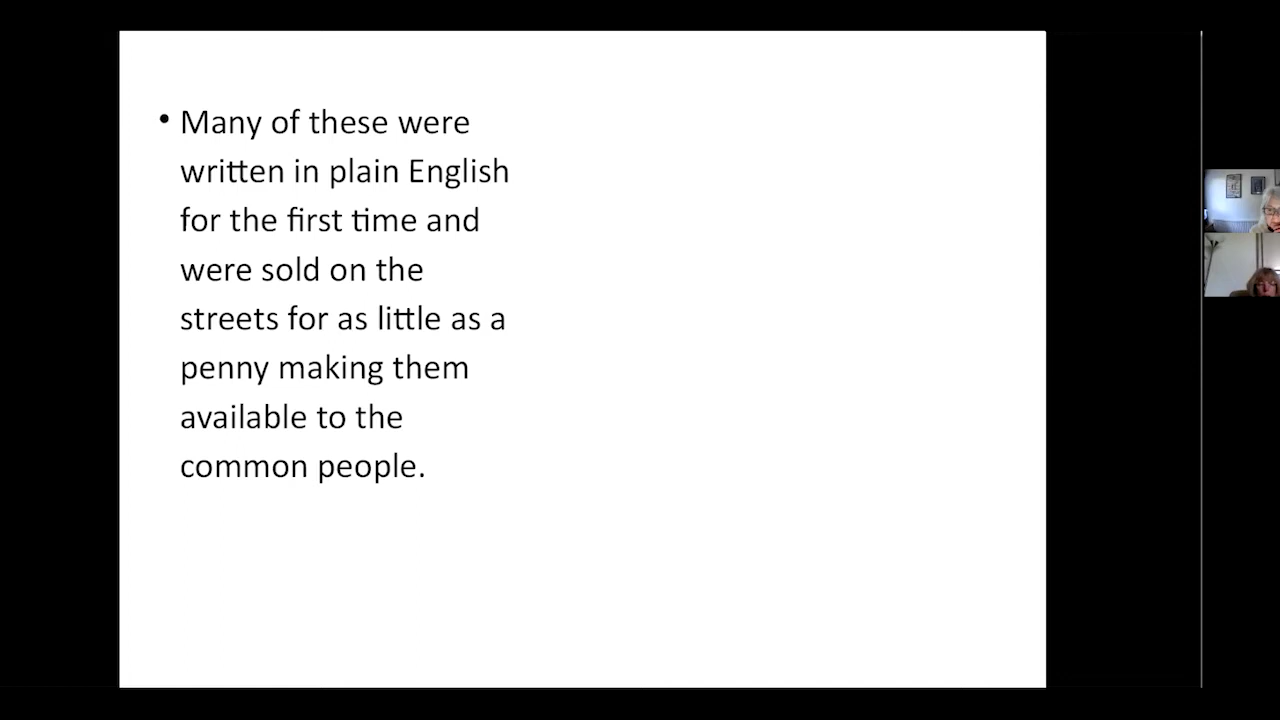 • Many of these were
written in plain English
for the first time and
were sold on the
streets for as little as a
penny making them
available to the
common people.